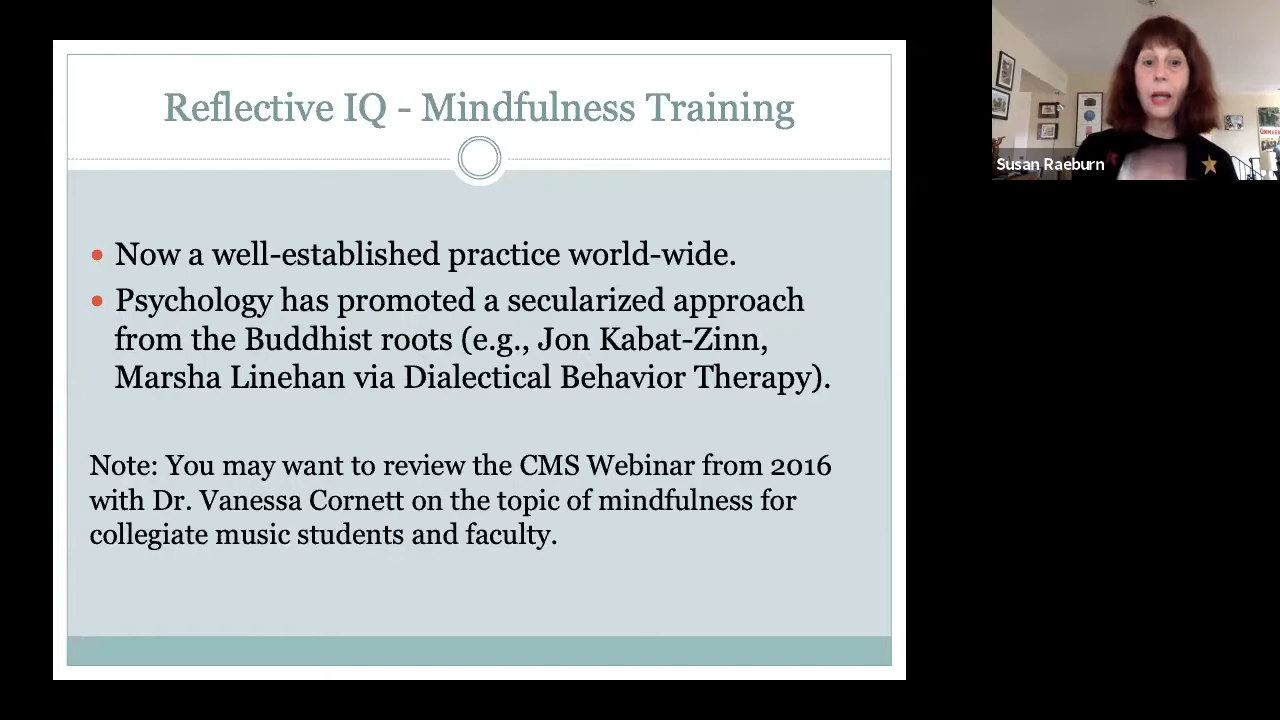 Reflective IQ - Mindfulness Training
Susan Raeburn
• Now a well-established practice world-wide.
• Psychology has promoted a secularized approach
from the Buddhist roots (e.g., Jon Kabat-Zinn,
Marsha Linehan via Dialectical Behavior Therapy).
Note: You may want to review the CMS Webinar from 2016
with Dr. Vanessa Cornett on the topic of mindfulness for
collegiate music students and faculty.